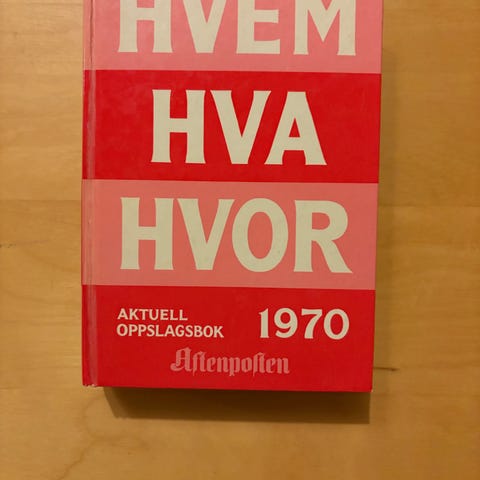 HVEM
HVA
HVOR
AKTUELL
OPPSLAGSBOK
1970
Aftenposten